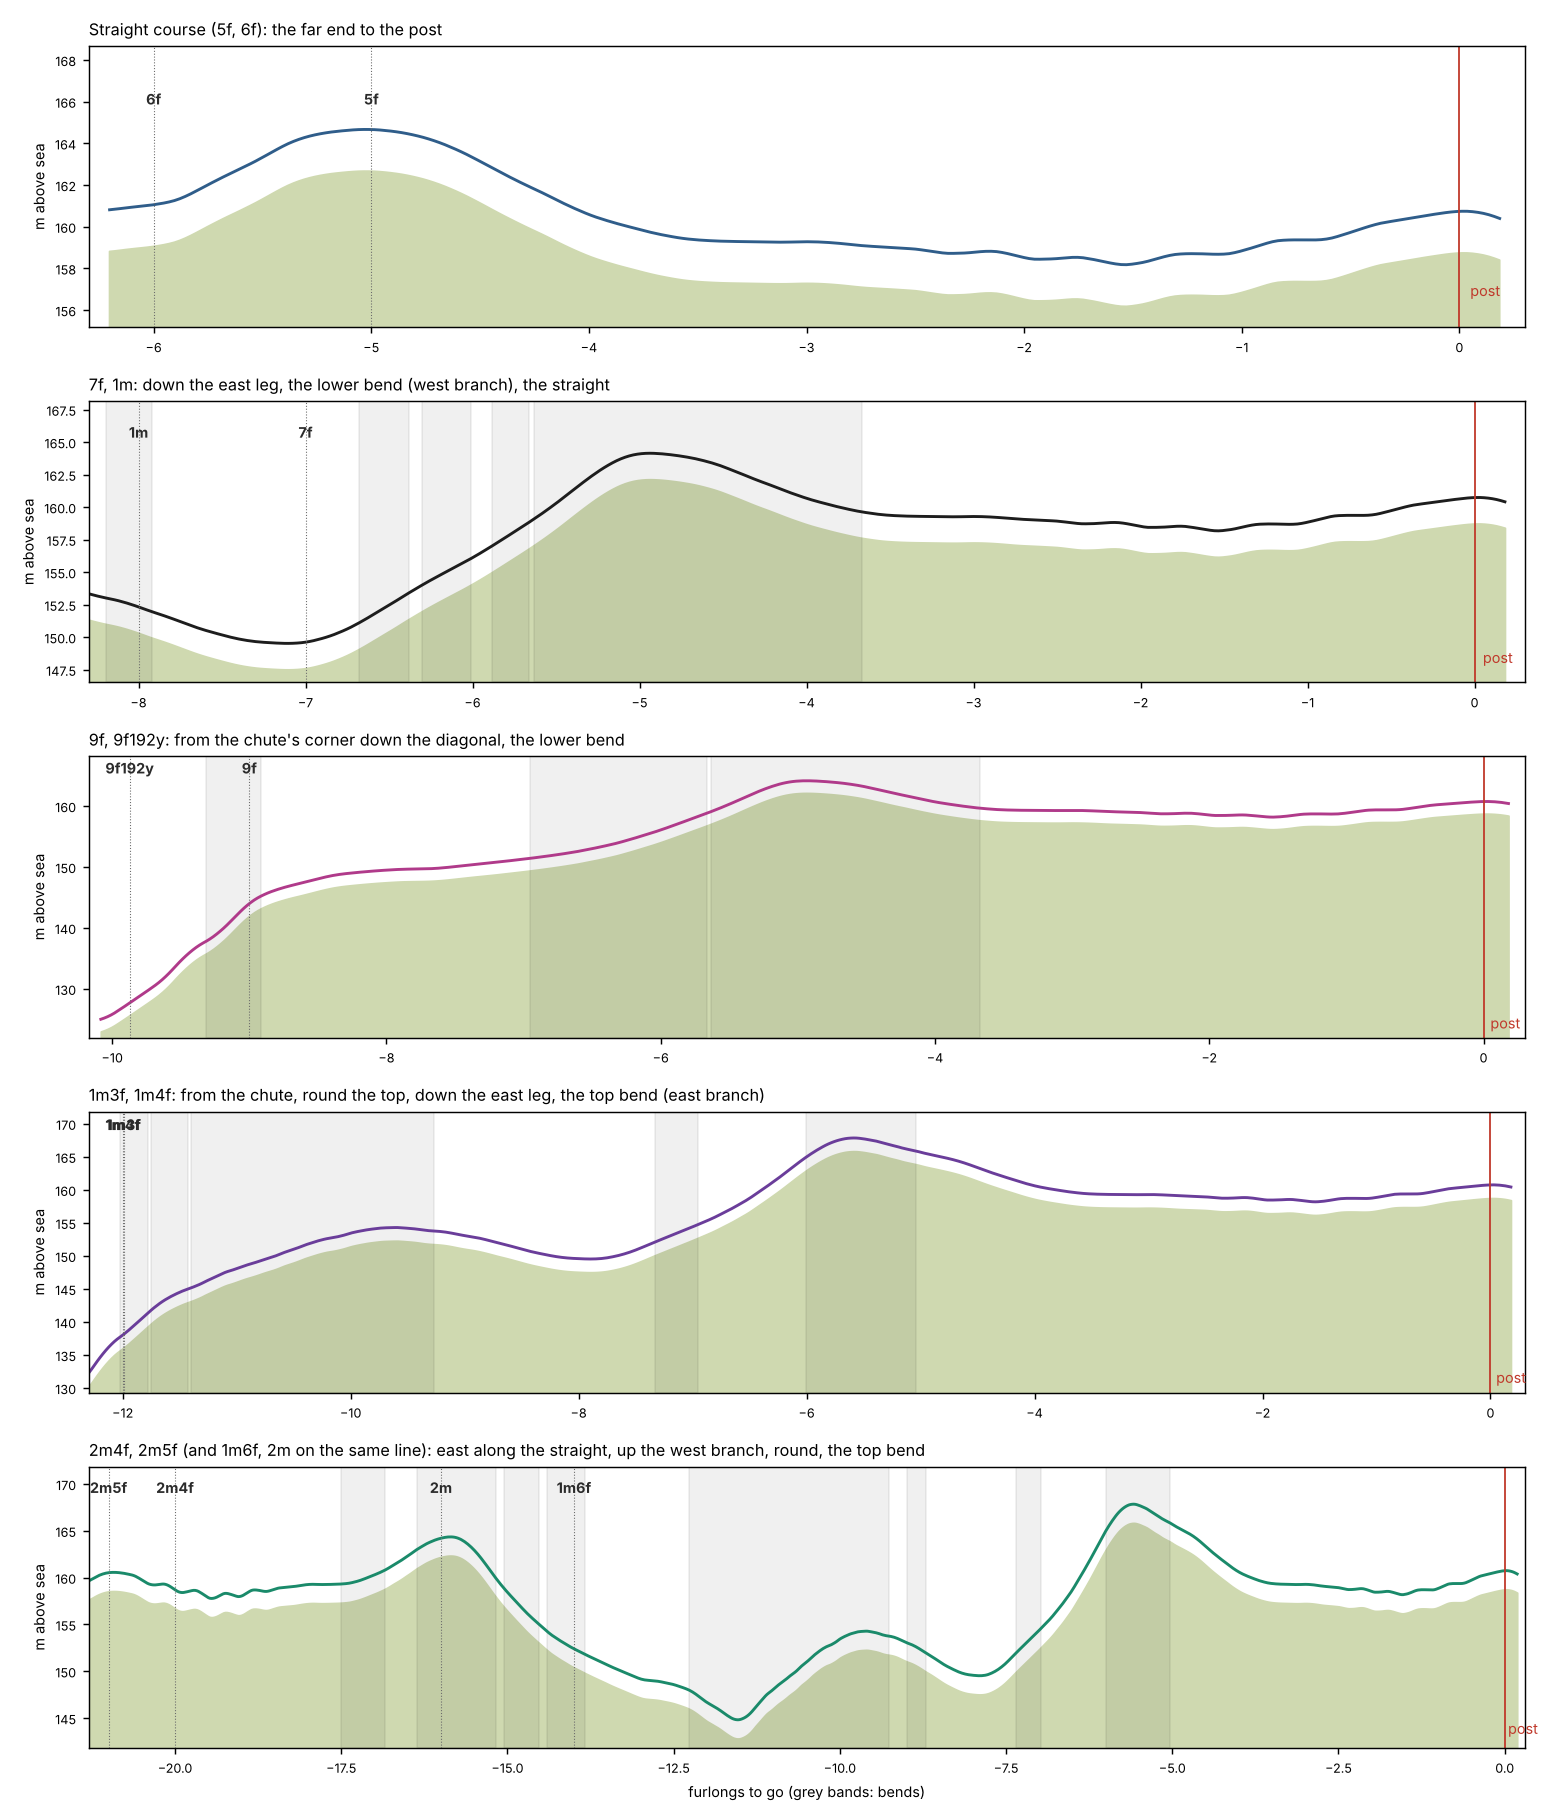 Straight course (5f, 6f): the far end to the post
168
166
164
162
160
158
156
m above sea
6f
5f
post
−6 −5 −4 −3 −2 −1 0
7f, 1m: down the east leg, the lower bend (west branch), the straight
167.5
165.0
162.5
160.0
157.5
155.0
152.5
150.0
147.5
m above sea
1m
7f
post
−8 −7 −6 −5 −4 −3 −2 −1 0
9f, 9f192y: from the chute's corner down the diagonal, the lower bend
160
150
140
130
m above sea
9f192y
9f
post
−10 −8 −6 −4 −2 0
1m3f, 1m4f: from the chute, round the top, down the east leg, the top bend (east branch)
170
165
160
155
150
145
140
135
130
m above sea
post
−12 −10 −8 −6 −4 −2 0
2m4f, 2m5f (and 1m6f, 2m on the same line): east along the straight, up the west branch, round, the top bend
170
165
160
155
150
145
m above sea
2m5f
2m4f
2m
1m6f
post
−20.0 −17.5 −15.0 −12.5 −10.0 −7.5 −5.0 −2.5 0.0
furlongs to go (grey bands: bends)